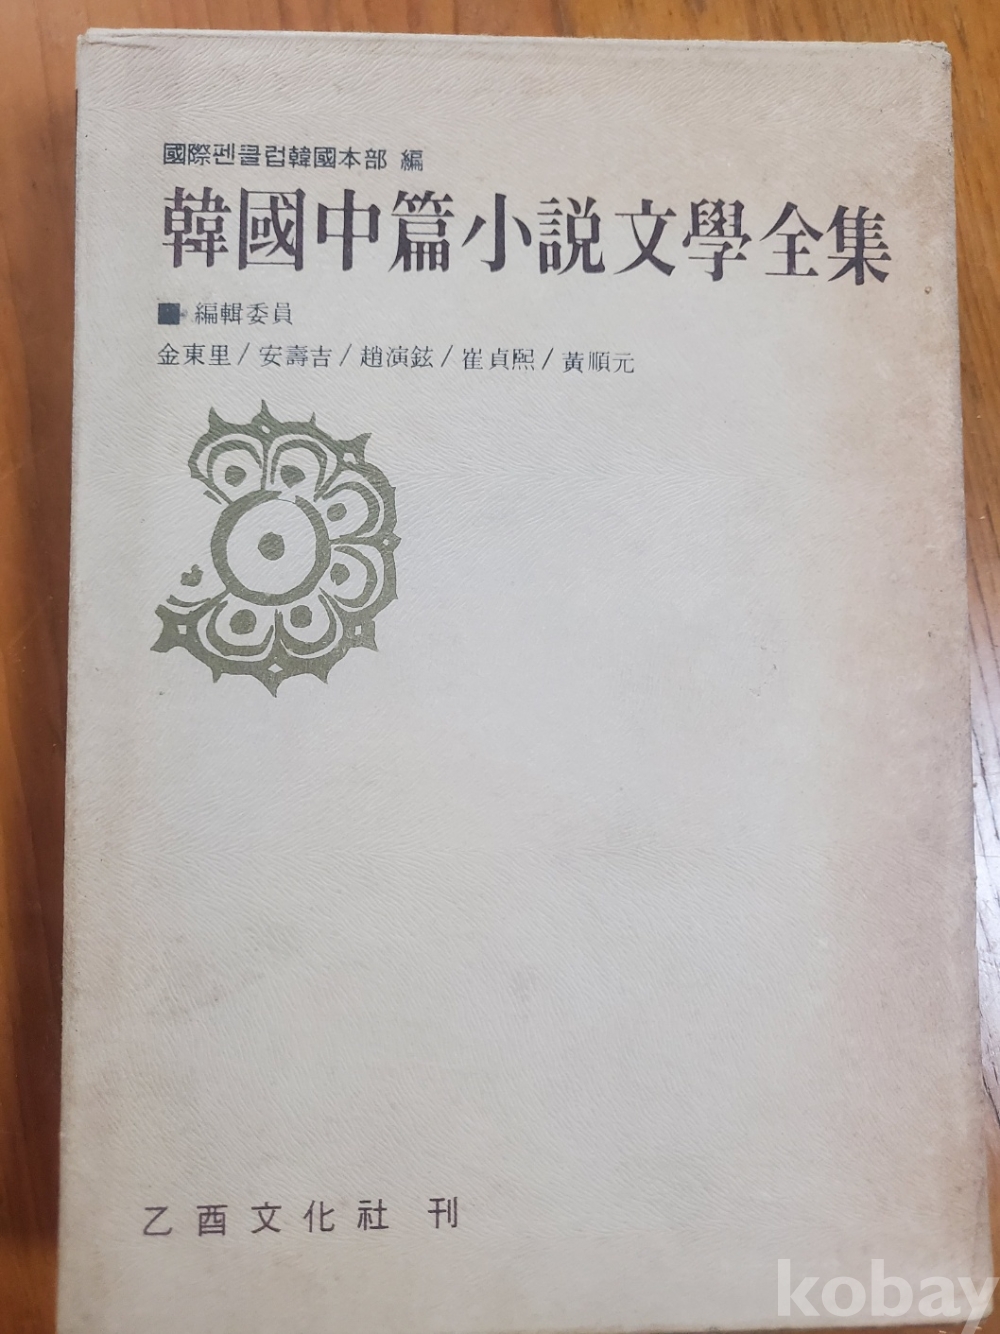 國際펜클럽韓國本部 編
韓國中篇小説文學全集
■ 編輯委員
金東里/安壽吉/趙演鉉/崔貞熙/黃順元
乙酉文化社 刊
kobay